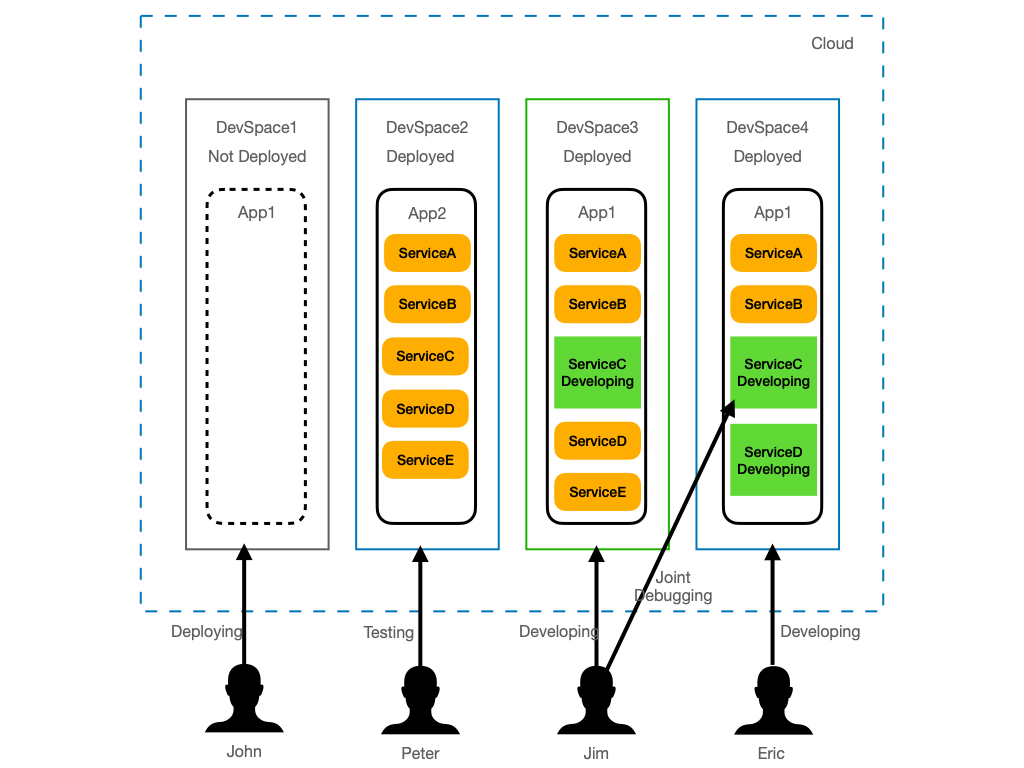 Cloud
DevSpace1
Not Deployed
App1
DevSpace2
Deployed
App2
ServiceA
ServiceB
ServiceC
ServiceD
ServiceE
DevSpace3
Deployed
App1
ServiceA
ServiceB
ServiceC
Developing
ServiceD
ServiceE
DevSpace4
Deployed
App1
ServiceA
ServiceB
ServiceC
Developing
ServiceD
Developing
Joint
Debugging
Deploying
Testing
Developing
Developing
John
Peter
Jim
Eric